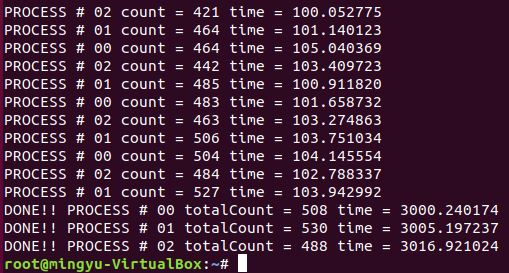 PROCESS # 02 count = 421 time = 100.052775
PROCESS # 01 count = 464 time = 101.140123
PROCESS # 00 count = 464 time = 105.040369
PROCESS # 02 count = 442 time = 103.409723
PROCESS # 01 count = 485 time = 100.911820
PROCESS # 00 count = 483 time = 101.658732
PROCESS # 02 count = 463 time = 103.274863
PROCESS # 01 count = 506 time = 103.751034
PROCESS # 00 count = 504 time = 104.145554
PROCESS # 02 count = 484 time = 102.788337
PROCESS # 01 count = 527 time = 103.942992
DONE!! PROCESS # 00 totalCount = 508 time = 3000.240174
DONE!! PROCESS # 01 totalCount = 530 time = 3005.197237
DONE!! PROCESS # 02 totalCount = 488 time = 3016.921024
root@mingyu-VirtualBox:~#